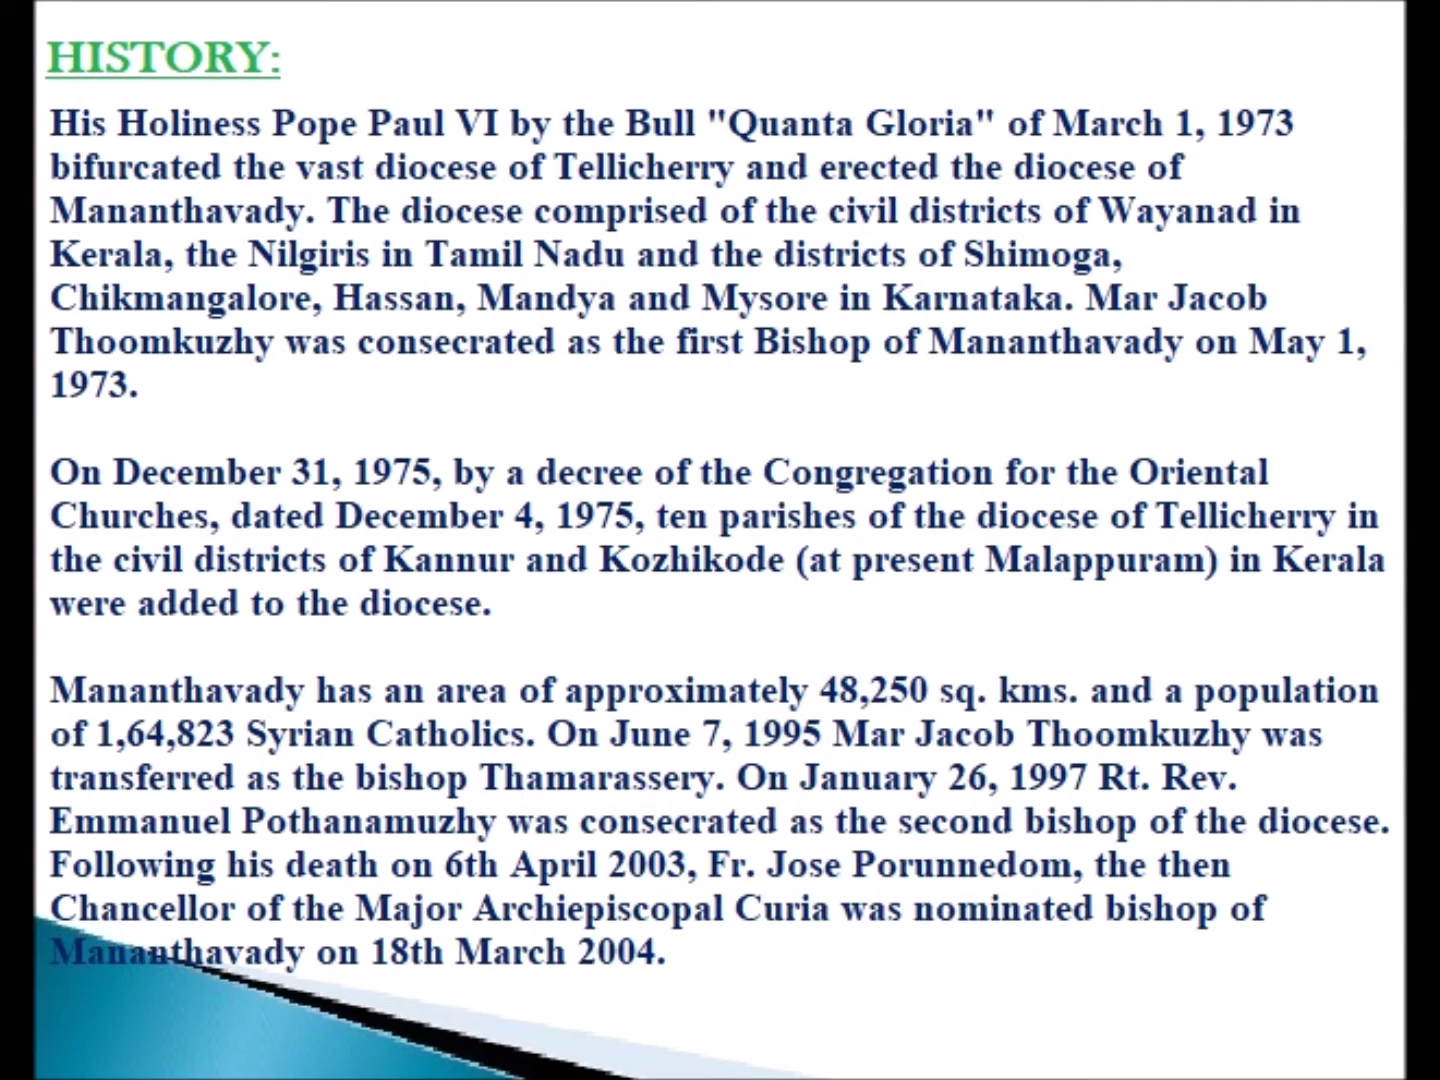 HISTORY:
His Holiness Pope Paul VI by the Bull "Quanta Gloria" of March 1, 1973
bifurcated the vast diocese of Tellicherry and erected the diocese of
Mananthavady. The diocese comprised of the civil districts of Wayanad in
Kerala, the Nilgiris in Tamil Nadu and the districts of Shimoga,
Chikmangalore, Hassan, Mandya and Mysore in Karnataka. Mar Jacob
Thoomkuzhy was consecrated as the first Bishop of Mananthavady on May 1,
1973.
On December 31, 1975, by a decree of the Congregation for the Oriental
Churches, dated December 4, 1975, ten parishes of the diocese of Tellicherry in
the civil districts of Kannur and Kozhikode (at present Malappuram) in Kerala
were added to the diocese.
Mananthavady has an area of approximately 48,250 sq. kms. and a population
of 1,64,823 Syrian Catholics. On June 7, 1995 Mar Jacob Thoomkuzhy was
transferred as the bishop Thamarassery. On January 26, 1997 Rt. Rev.
Emmanuel Pothanamuzhy was consecrated as the second bishop of the diocese.
Following his death on 6th April 2003, Fr. Jose Porunnedom, the then
Chancellor of the Major Archiepiscopal Curia was nominated bishop of
Mananthavady on 18th March 2004.